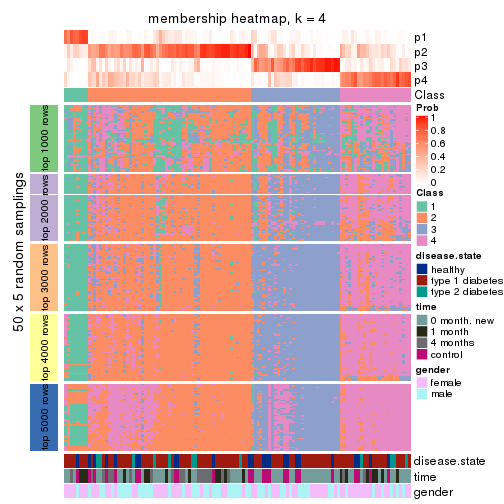 membership heatmap, k = 4
p1
p2
p3
p4
Class
50 x 5 random samplings
top 1000 rows
top 2000 rows
top 3000 rows
top 4000 rows
top 5000 rows
disease.state
time
gender
Prob
1
0.8
0.6
0.4
0.2
0
Class
1
2
3
4
disease.state
healthy
type 1 diabetes
type 2 diabetes
time
0 month. new
1 month
4 months
control
gender
female
male